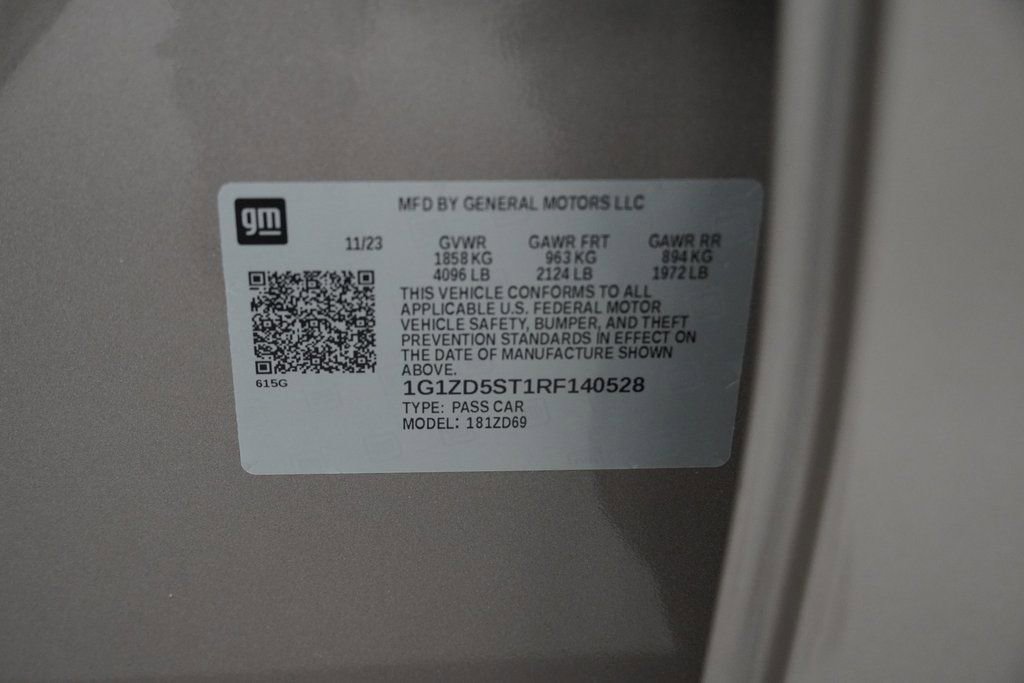 gm
MFD BY GENERAL MOTORS LLC
11/23 GVWR GAWR FRT GAWR RR
1858 KG 963 KG 894 KG
4096 LB 2124 LB 1972 LB
THIS VEHICLE CONFORMS TO ALL
APPLICABLE U.S. FEDERAL MOTOR
VEHICLE SAFETY, BUMPER, AND THEFT
PREVENTION STANDARDS IN EFFECT ON
THE DATE OF MANUFACTURE SHOWN
ABOVE.
615G
1G1ZD5ST1RF140528
TYPE: PASS CAR
MODEL: 181ZD69